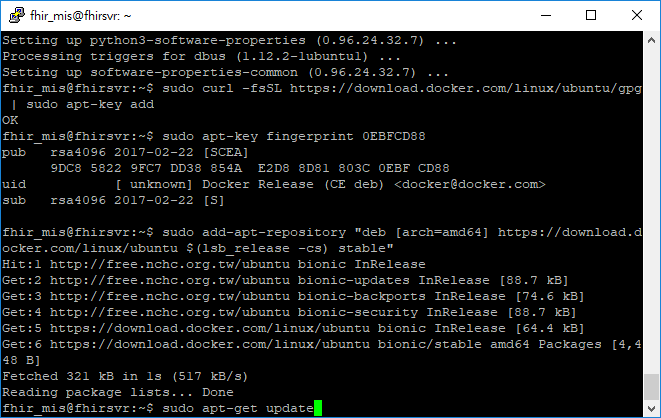 fhir_mis@fhirsvr: ~
Setting up python3-software-properties (0.96.24.32.7) ...
Processing triggers for dbus (1.12.2-1ubuntu1) ...
Setting up software-properties-common (0.96.24.32.7) ...
fhir_mis@fhirsvr:~$ sudo curl -fsSL https://download.docker.com/linux/ubuntu/gpg
 | sudo apt-key add
OK
fhir_mis@fhirsvr:~$ sudo apt-key fingerprint 0EBFCD88
pub   rsa4096 2017-02-22 [SCEA]
      9DC8 5822 9FC7 DD38 854A  E2D8 8D81 803C 0EBF CD88
uid           [ unknown] Docker Release (CE deb) <docker@docker.com>
sub   rsa4096 2017-02-22 [S]
fhir_mis@fhirsvr:~$ sudo add-apt-repository "deb [arch=amd64] https://download.d
ocker.com/linux/ubuntu $(lsb_release -cs) stable"
Hit:1 http://free.nchc.org.tw/ubuntu bionic InRelease
Get:2 http://free.nchc.org.tw/ubuntu bionic-updates InRelease [88.7 kB]
Get:3 http://free.nchc.org.tw/ubuntu bionic-backports InRelease [74.6 kB]
Get:4 http://free.nchc.org.tw/ubuntu bionic-security InRelease [88.7 kB]
Get:5 https://download.docker.com/linux/ubuntu bionic InRelease [64.4 kB]
Get:6 https://download.docker.com/linux/ubuntu bionic/stable amd64 Packages [4,4
48 B]
Fetched 321 kB in 1s (517 kB/s)
Reading package lists... Done
fhir_mis@fhirsvr:~$ sudo apt-get update